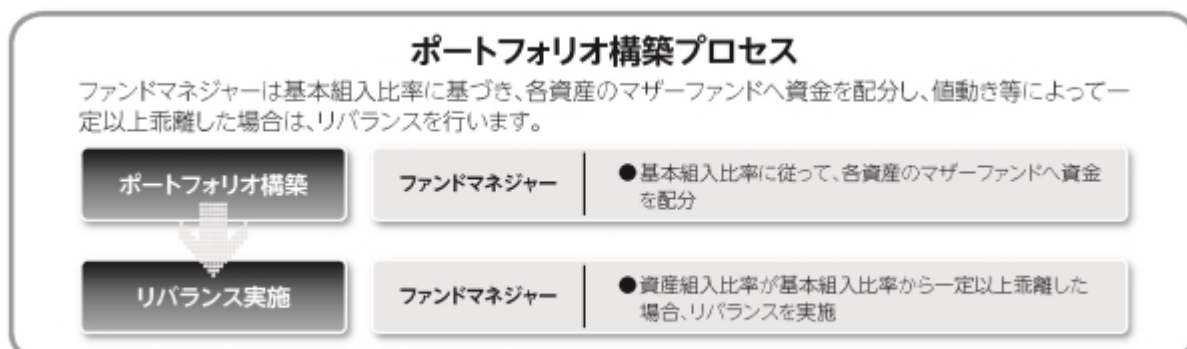 ポートフォリオ構築プロセス
ファンドマネジャーは基本組入比率に基づき、各資産のマザーファンドへ資金を配分し、値動き等によって一
定以上乖離した場合は、リバランスを行います。
ポートフォリオ構築
ファンドマネジャー
●基本組入比率に従って、各資産のマザーファンドへ資金
を配分
リバランス実施
ファンドマネジャー
●資産組入比率が基本組入比率から一定以上乖離した
場合、リバランスを実施